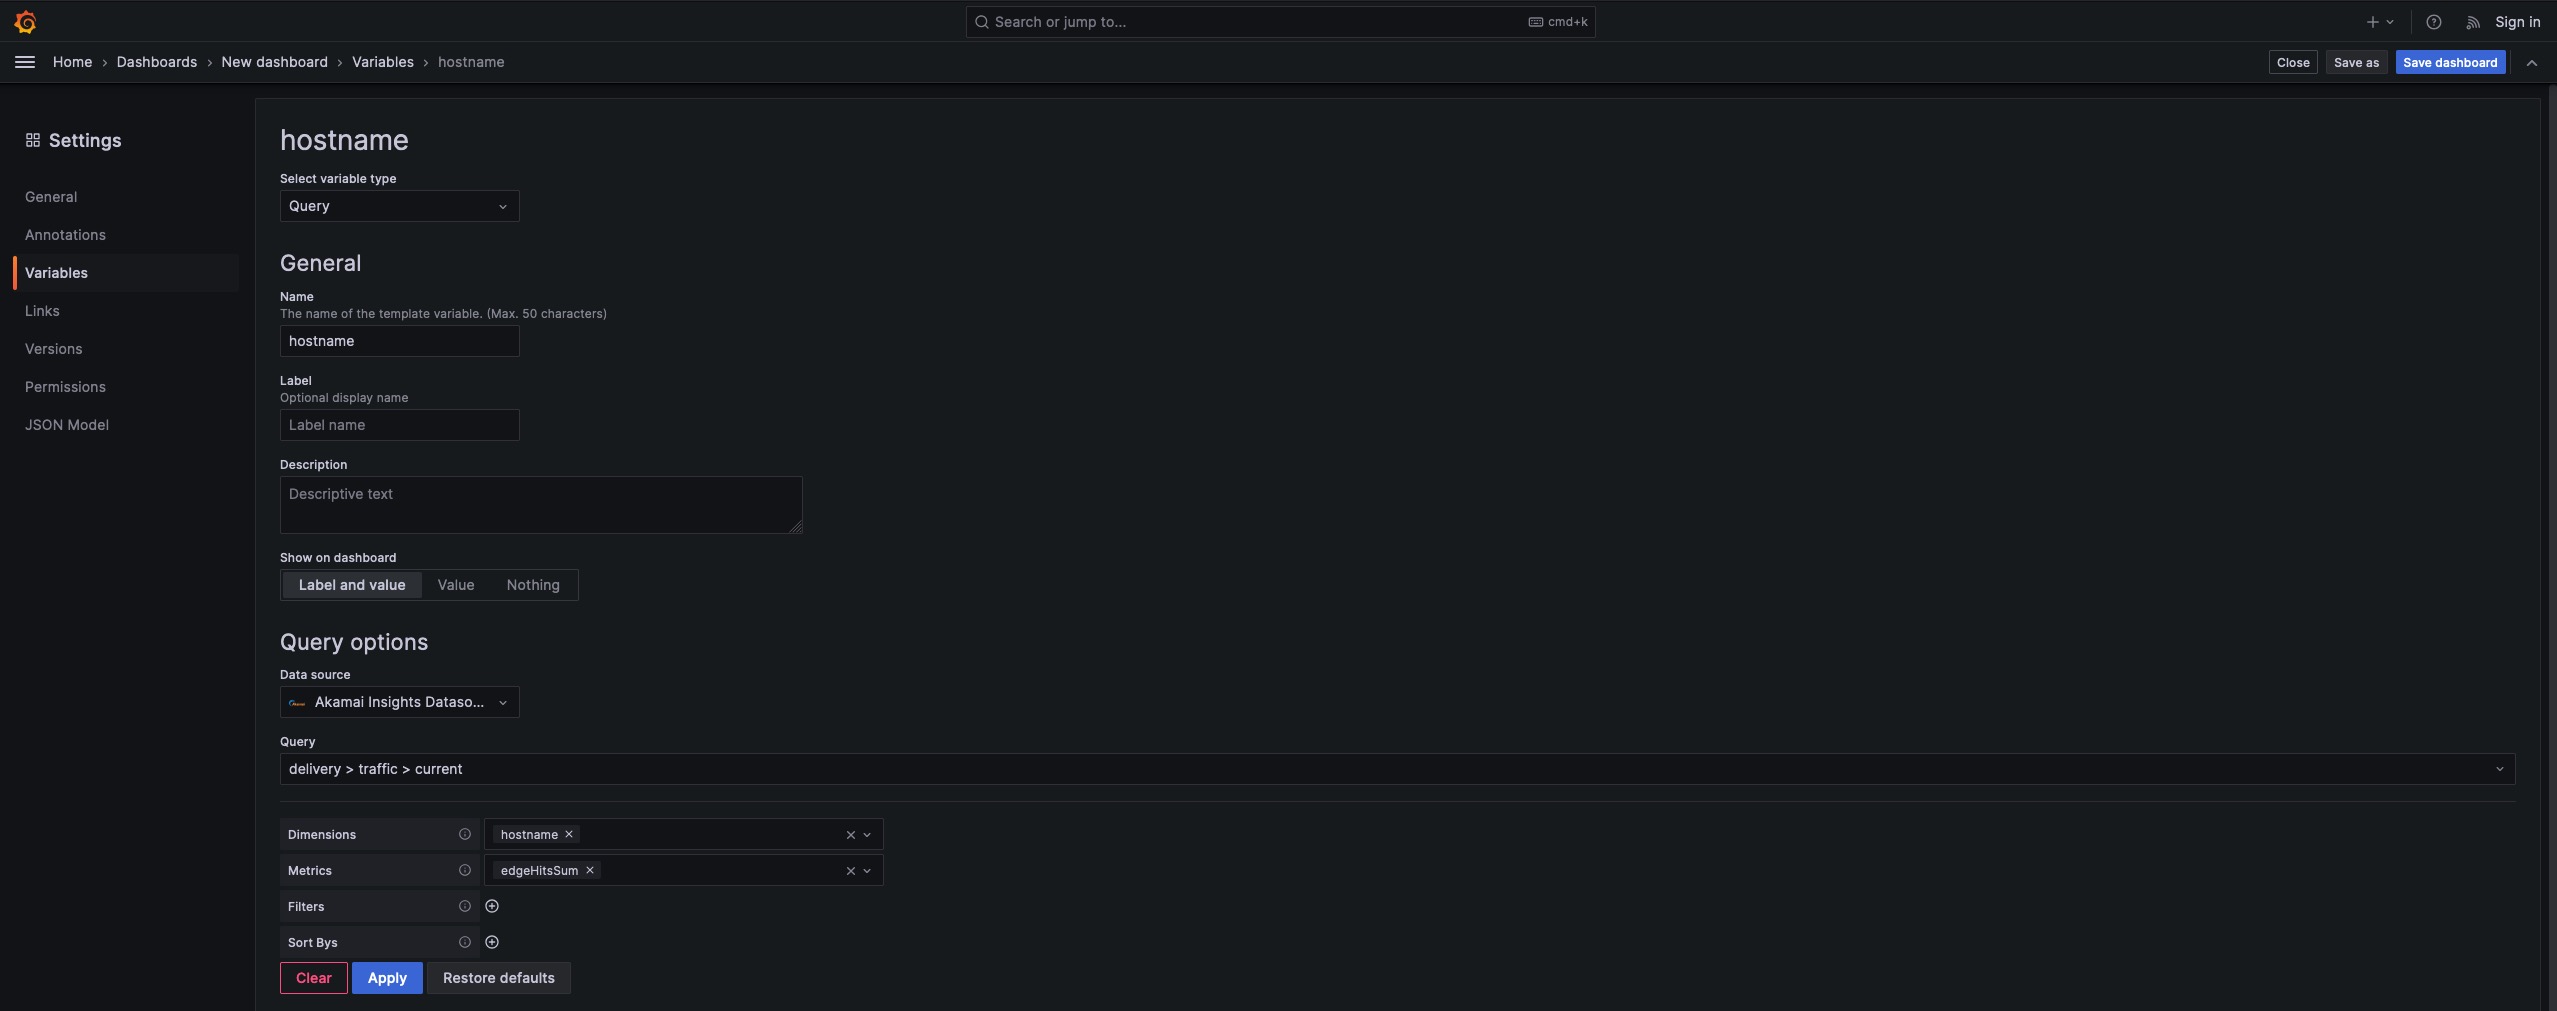 Search or jump to...
cmd+k
Sign in
Home > Dashboards > New dashboard > Variables > hostname
Close
Save as
Save dashboard
Settings
General
Annotations
Variables
Links
Versions
Permissions
JSON Model
hostname
Select variable type
Query
General
Name
The name of the template variable. (Max. 50 characters)
hostname
Label
Optional display name
Label name
Description
Descriptive text
Show on dashboard
Label and value Value Nothing
Query options
Data source
Akamai Insights Dataso...
Query
delivery > traffic > current
Dimensions hostname
Metrics edgeHitsSum
Filters
Sort Bys
Clear Apply Restore defaults